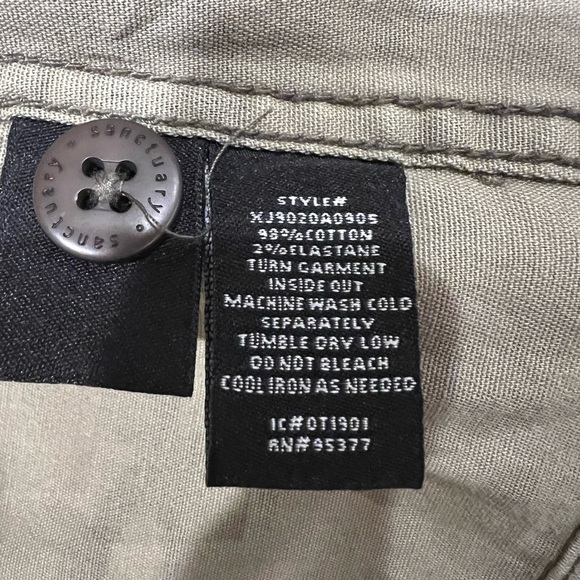 sanctuary • sanctuary •
STYLE#
XJ9020A0905
98%COTTON
2%ELASTANE
TURN GARMENT
INSIDE OUT
MACHINE WASH COLD
SEPARATELY
TUMBLE DRY LOW
DO NOT BLEACH
COOL IRON AS NEEDED
IC#0T1901
RN#95377